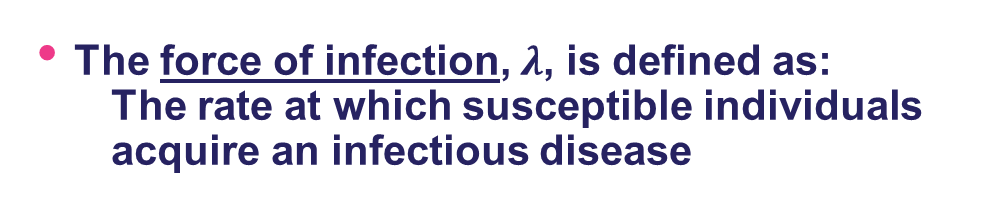 • The force of infection, λ, is defined as:
The rate at which susceptible individuals
acquire an infectious disease